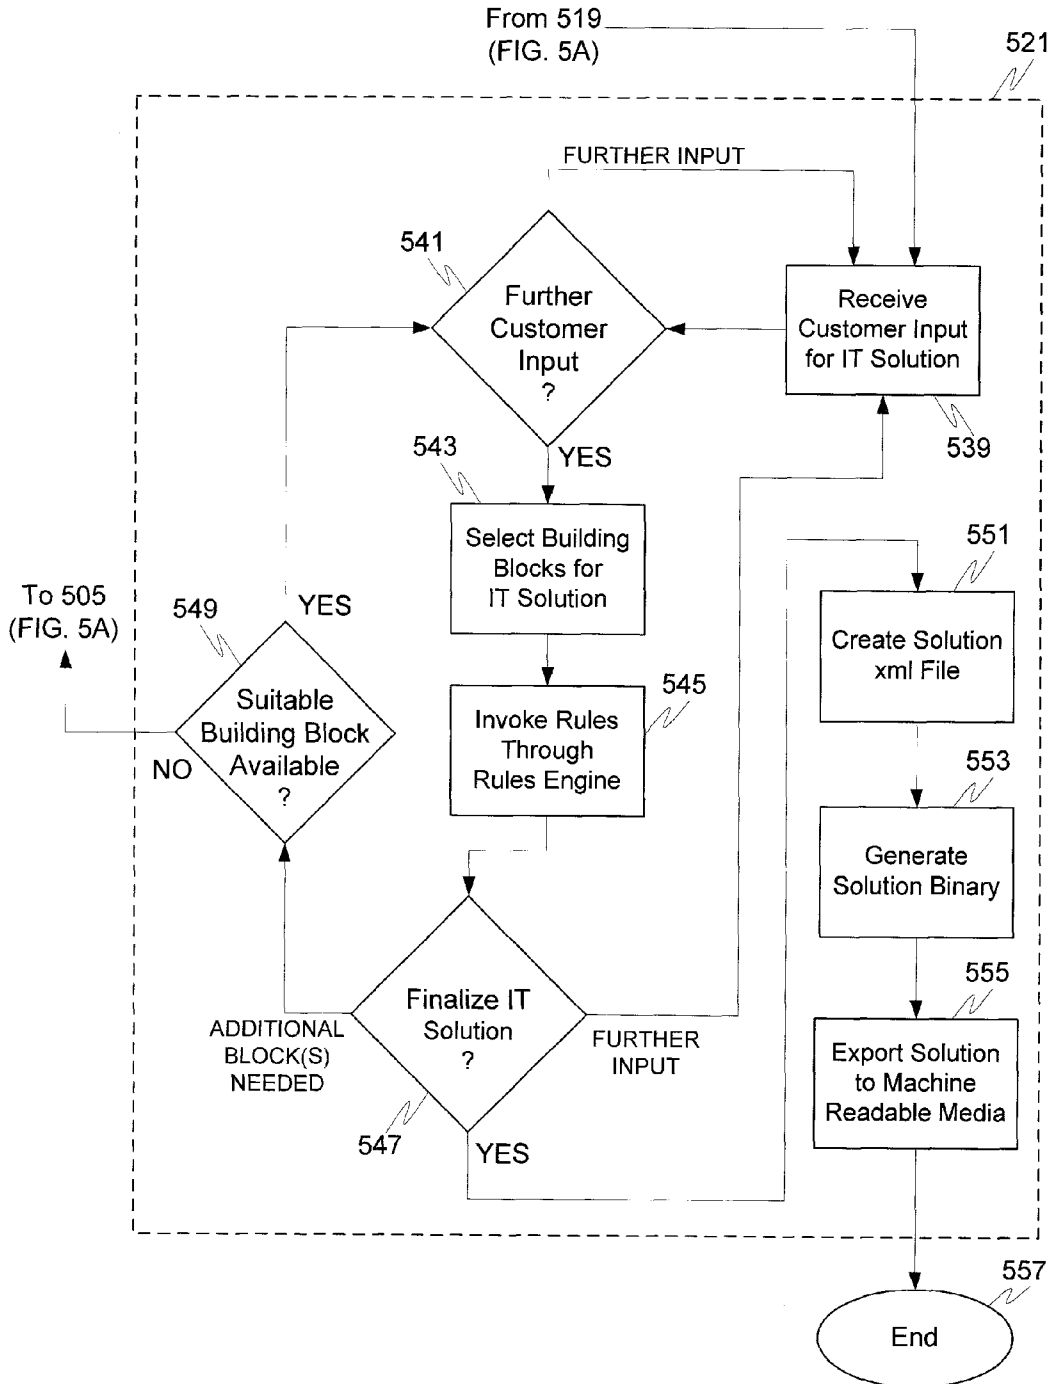 From 519
(FIG. 5A)
521
FURTHER INPUT
541
Further
Customer
Input
?
Receive
Customer Input
for IT Solution
539
YES
543
Select Building
Blocks for
IT Solution
551
Create Solution
xml File
To 505
(FIG. 5A)
549
YES
Suitable
Building Block
Available
?
NO
545
Invoke Rules
Through
Rules Engine
553
Generate
Solution Binary
Finalize IT
Solution
?
ADDITIONAL
BLOCK(S)
NEEDED
FURTHER
INPUT
547
YES
555
Export Solution
to Machine
Readable Media
557
End